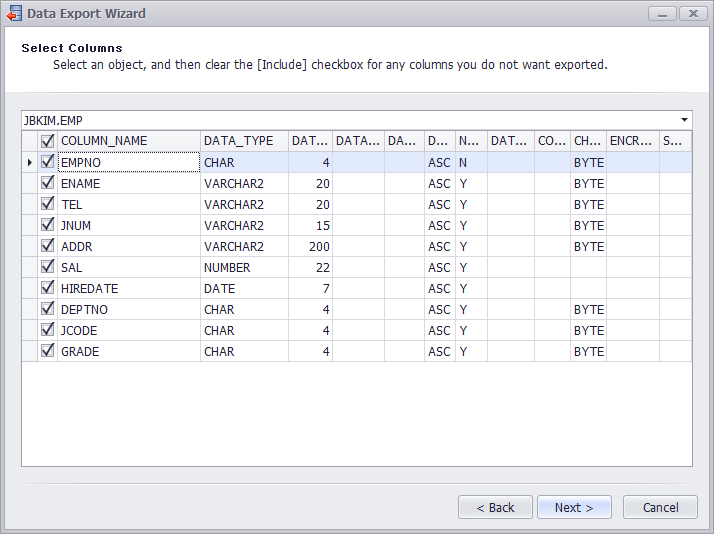 Data Export Wizard
Select Columns
Select an object, and then clear the [Include] checkbox for any columns you do not want exported.
JBKIM.EMP
COLUMN_NAME DATA_TYPE DAT... DATA... DA... D... N... DAT... CO... CH... ENCR... S...
EMPNO CHAR 4 ASC N BYTE
ENAME VARCHAR2 20 ASC Y BYTE
TEL VARCHAR2 20 ASC Y BYTE
JNUM VARCHAR2 15 ASC Y BYTE
ADDR VARCHAR2 200 ASC Y BYTE
SAL NUMBER 22 ASC Y
HIREDATE DATE 7 ASC Y
DEPTNO CHAR 4 ASC Y BYTE
JCODE CHAR 4 ASC Y BYTE
GRADE CHAR 4 ASC Y BYTE
< Back Next > Cancel